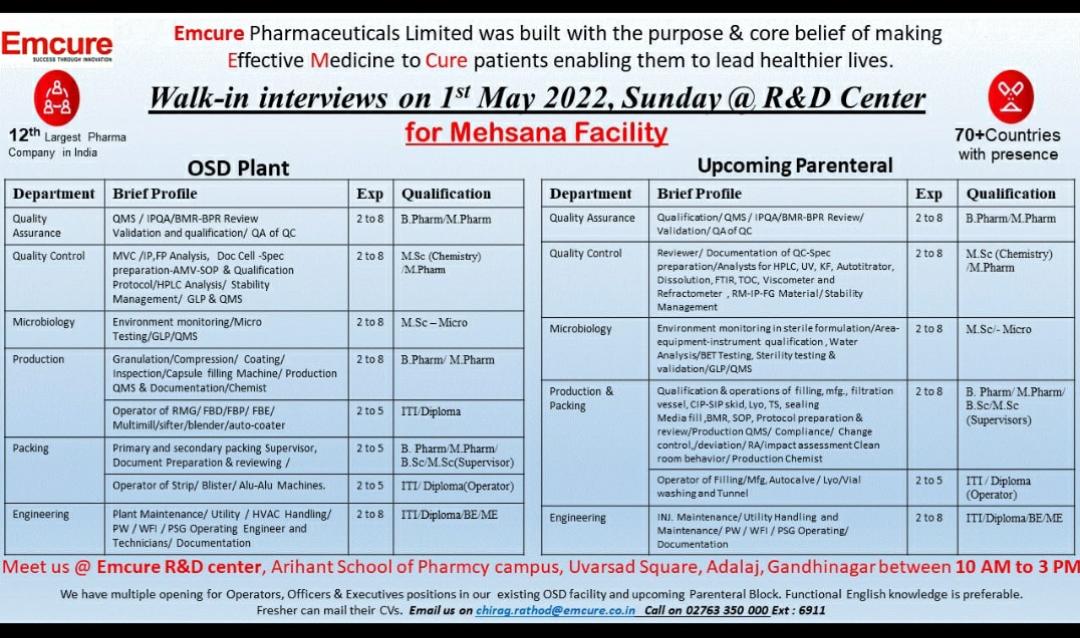 Emcure
SUCCESS THROUGH INNOVATION
Emcure Pharmaceuticals Limited was built with the purpose & core belief of making
Effective Medicine to Cure patients enabling them to lead healthier lives.
Walk-in interviews on 1st May 2022, Sunday @ R&D Center
for Mehsana Facility
12th Largest Pharma
Company in India
70+Countries
with presence
OSD Plant
Department Brief Profile Exp Qualification
Quality
Assurance
QMS / IPQA/BMR-BPR Review
Validation and qualification/ QA of QC
2 to 8
B.Pharm/M.Pharm
Quality Control
MVC /IP,FP Analysis, Doc Cell -Spec
preparation-AMV-SOP & Qualification
Protocol/HPLC Analysis/ Stability
Management/ GLP & QMS
2 to 8
M.Sc (Chemistry)
/M.Pharm
Microbiology
Environment monitoring/Micro
Testing/GLP/QMS
2 to 8
M.Sc – Micro
Production
Granulation/Compression/ Coating/
Inspection/Capsule filling Machine/ Production
QMS & Documentation/Chemist
2 to 8
B.Pharm/ M.Pharm
Operator of RMG/ FBD/FBP/ FBE/
Multimill/sifter/blender/auto-coater
2 to 5
ITI/Diploma
Packing
Primary and secondary packing Supervisor,
Document Preparation & reviewing /
2 to 5
B. Pharm/M.Pharm/
B.Sc/M.Sc(Supervisor)
Operator of Strip/ Blister/ Alu-Alu Machines.
2 to 5
ITI/ Diploma(Operator)
Engineering
Plant Maintenance/ Utility / HVAC Handling/
PW / WFI / PSG Operating Engineer and
Technicians/ Documentation
2 to 8
ITI/Diploma/BE/ME
Upcoming Parenteral
Department Brief Profile Exp Qualification
Quality Assurance
Qualification/ QMS / IPQA/BMR-BPR Review/
Validation/ QA of QC
2 to 8
B.Pharm/M.Pharm
Quality Control
Reviewer/ Documentation of QC-Spec
preparation/Analysts for HPLC, UV, KF, Autotitrator,
Dissolution, FTIR, TOC, Viscometer and
Refractometer , RM-IP-FG Material/ Stability
Management
2 to 8
M.Sc (Chemistry)
/M.Pharm
Microbiology
Environment monitoring in sterile formulation/Area-
equipment-instrument qualification , Water
Analysis/BET Testing, Sterility testing &
validation/GLP/QMS
2 to 8
M.Sc/- Micro
Production &
Packing
Qualification & operations of filling, mfg., filtration
vessel, CIP-SIP skid, Lyo, TS, sealing
Media fill ,BMR, SOP, Protocol preparation &
review/Production QMS/ Compliance/ Change
control,/deviation/ RA/impact assessment Clean
room behavior/ Production Chemist
2 to 8
B. Pharm/ M.Pharm/
B.Sc/M.Sc
(Supervisors)
Operator of Filling/Mfg, Autocalve / Lyo/Vial
washing and Tunnel
2 to 5
ITI / Diploma
(Operator)
Engineering
INJ. Maintenance/ Utility Handling and
Maintenance/ PW / WFI / PSG Operating/
Documentation
2 to 8
ITI/Diploma/BE/ME
Meet us @ Emcure R&D center, Arihant School of Pharmcy campus, Uvarsad Square, Adalaj, Gandhinagar between 10 AM to 3 PM
We have multiple opening for Operators, Officers & Executives positions in our existing OSD facility and upcoming Parenteral Block. Functional English knowledge is preferable.
Fresher can mail their CVs. Email us on chirag.rathod@emcure.co.in Call on 02763 350 000 Ext : 6911